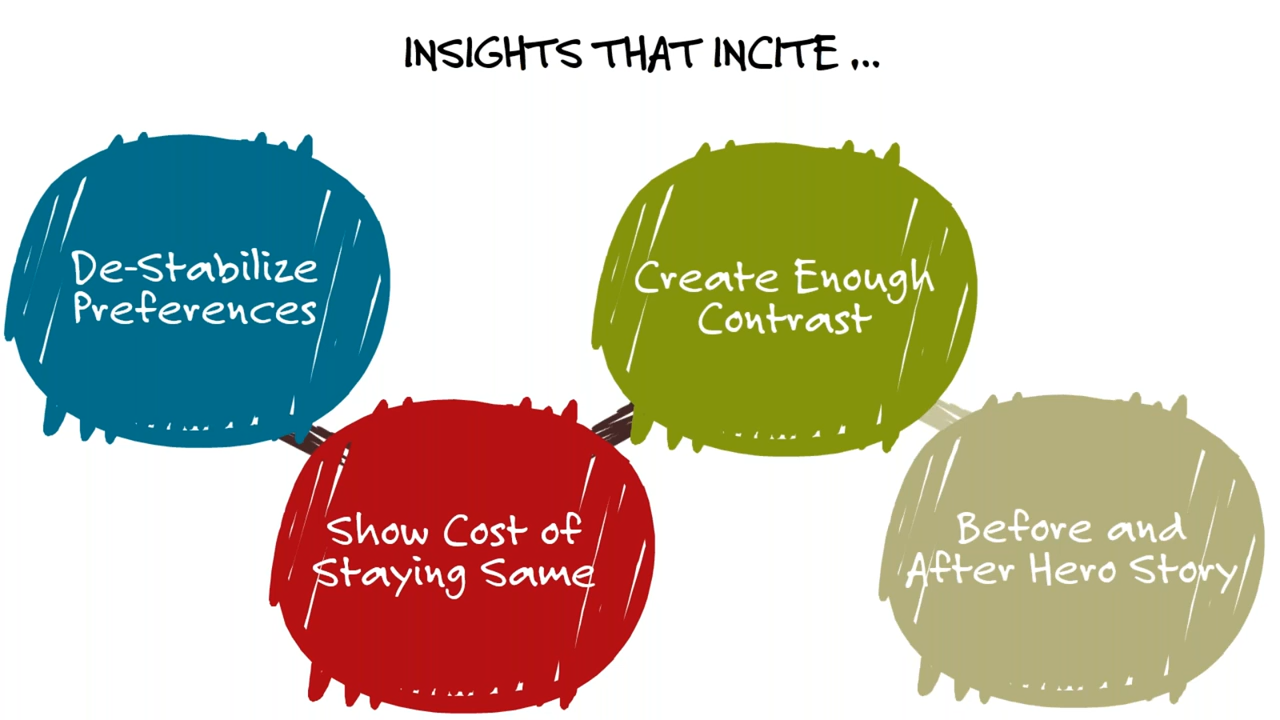 INSIGHTS THAT INCITE ...
De-Stabilize
Preferences
Show Cost of
Staying Same
Create Enough
Contrast
Before and
After Hero Story